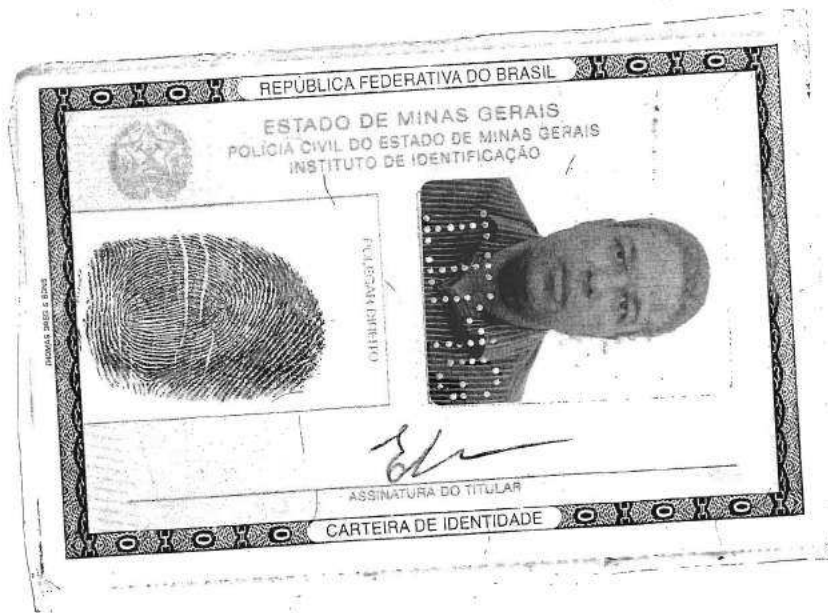 REPÚBLICA FEDERATIVA DO BRASIL
ESTADO DE MINAS GERAIS
POLÍCIA CIVIL DO ESTADO DE MINAS GERAIS
INSTITUTO DE IDENTIFICAÇÃO
POLEGAR DIREITO
ASSINATURA DO TITULAR
CARTEIRA DE IDENTIDADE